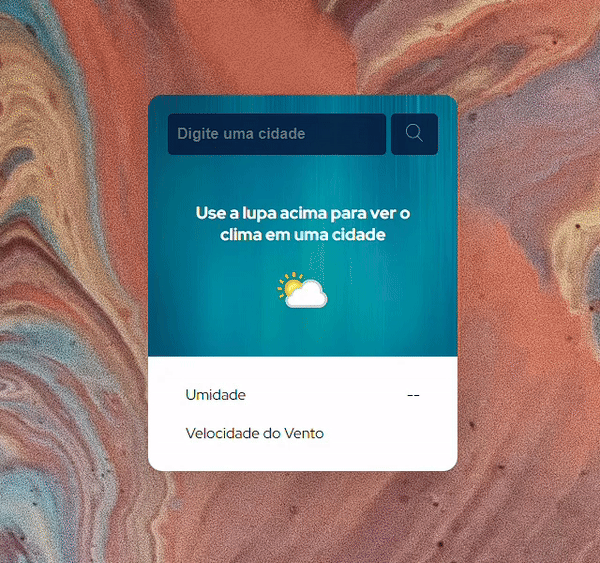 Digite uma cidade
Use a lupa acima para ver o
clima em uma cidade
Umidade --
Velocidade do Vento